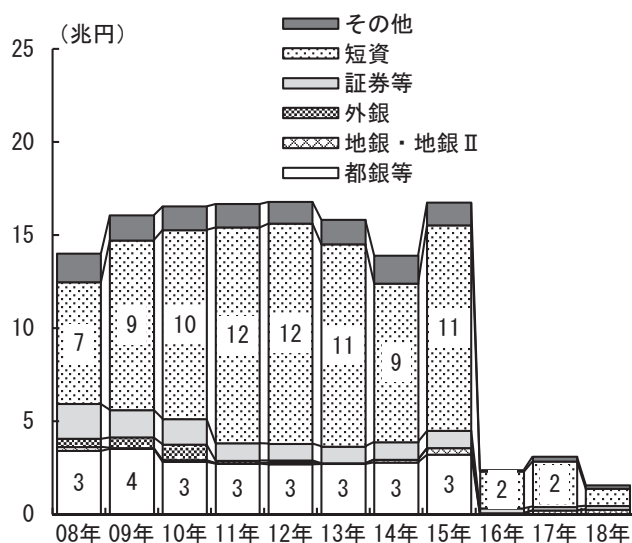 （兆円）
その他
短資
証券等
外銀
地銀・地銀Ⅱ
都銀等
25
20
15
10
5
0
7 9 10 12 12 11 9 11 2 2
3 4 3 3 3 3 3 3
08年 09年 10年 11年 12年 13年 14年 15年 16年 17年 18年